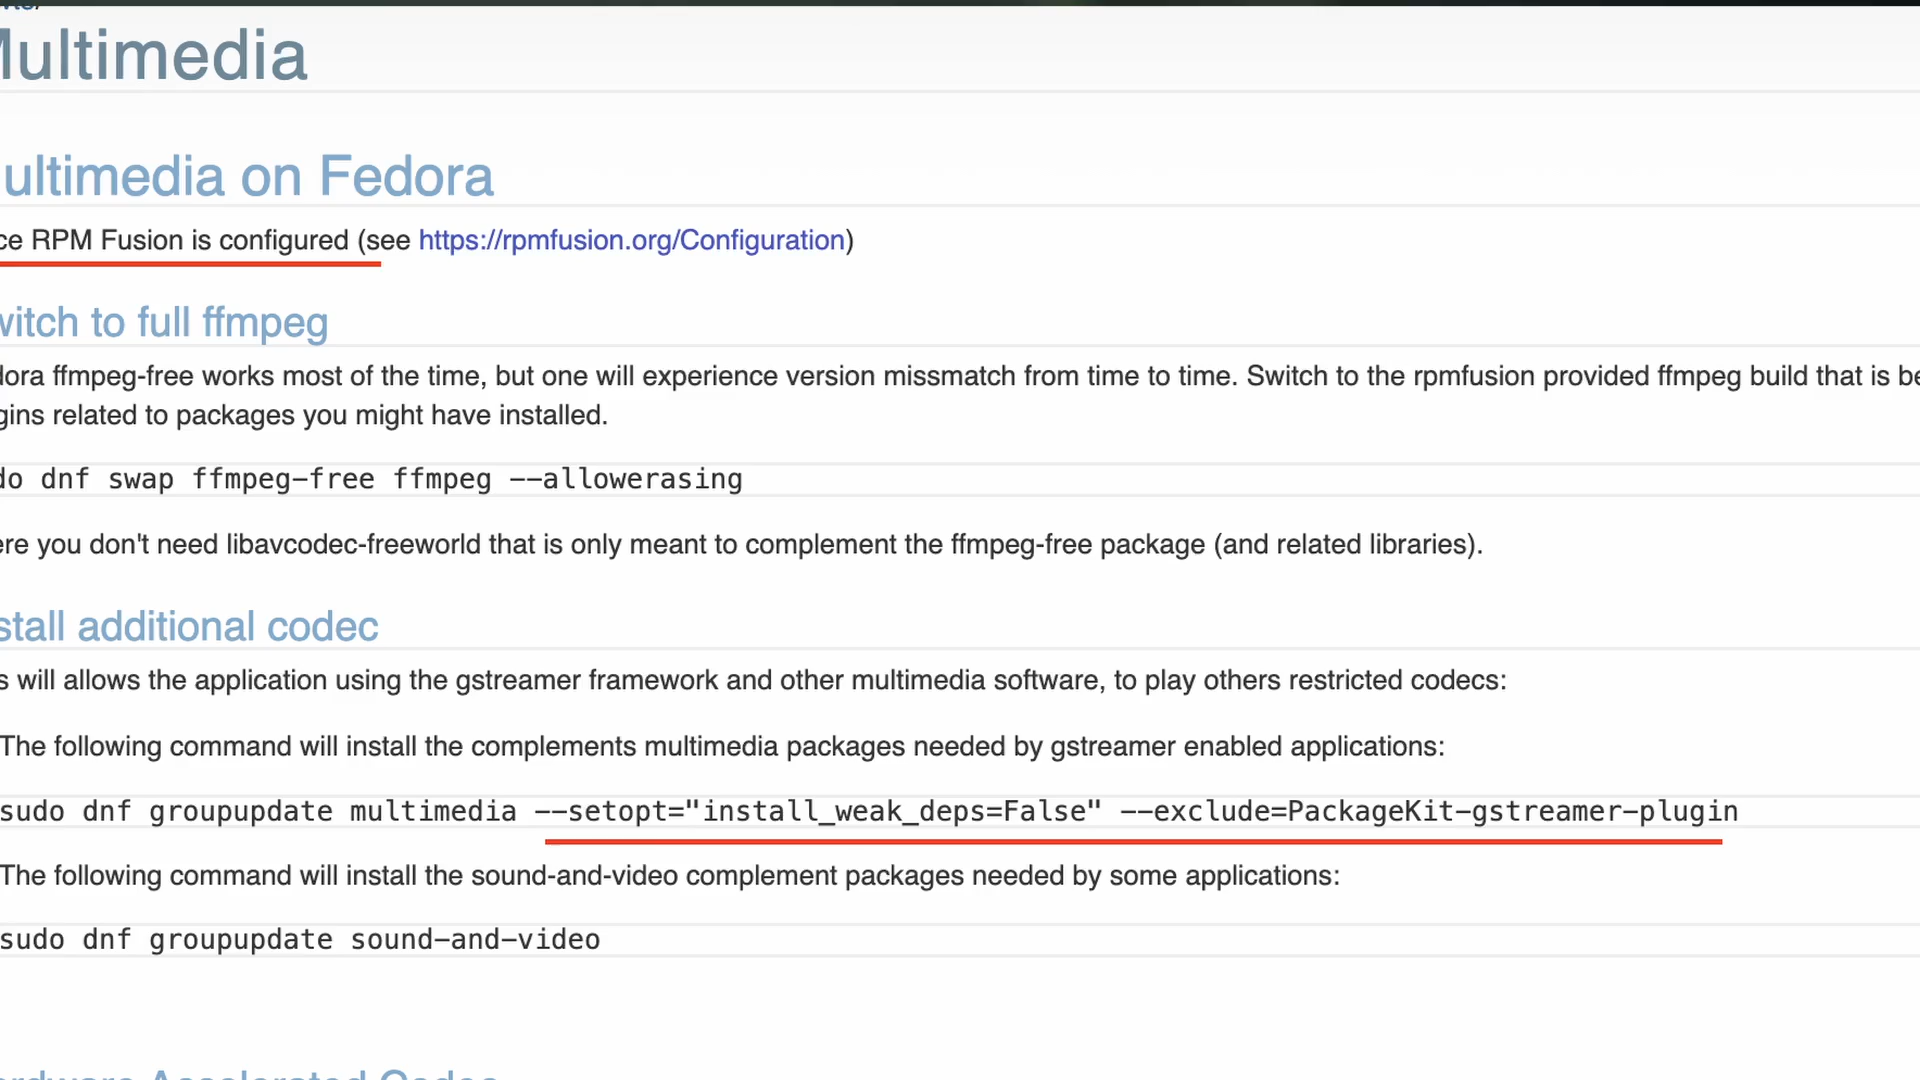 ultimedia
ultimedia on Fedora
ce RPM Fusion is configured (see https://rpmfusion.org/Configuration)
witch to full ffmpeg
dora ffmpeg-free works most of the time, but one will experience version missmatch from time to time. Switch to the rpmfusion provided ffmpeg build that is be
gins related to packages you might have installed.
do dnf swap ffmpeg-free ffmpeg --allowerasing
ere you don't need libavcodec-freeworld that is only meant to complement the ffmpeg-free package (and related libraries).
stall additional codec
s will allows the application using the gstreamer framework and other multimedia software, to play others restricted codecs:
The following command will install the complements multimedia packages needed by gstreamer enabled applications:
sudo dnf groupupdate multimedia --setopt="install_weak_deps=False" --exclude=PackageKit-gstreamer-plugin
The following command will install the sound-and-video complement packages needed by some applications:
sudo dnf groupupdate sound-and-video
ardware Accelerated Codec